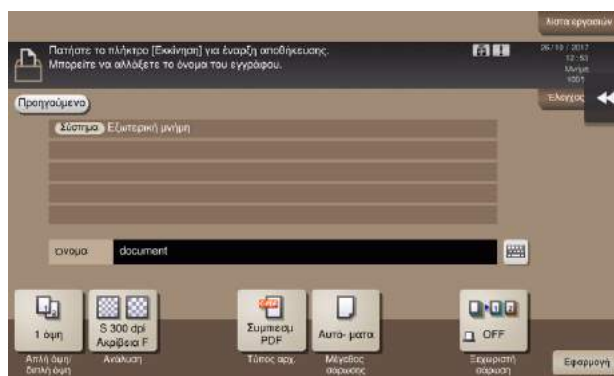 Λίστα εργασιών
Πατήστε το πλήκτρο [Εκκίνηση] για έναρξη αποθήκευσης.
Μπορείτε να αλλάξετε το όνομα του εγγράφου.
26/10 / 2017
12:53
Μνήμη
100%
Προηγούμενο
Έλεγχος
Σύστημα Εξωτερική μνήμη
Όνομα document
1 όψη
S 300 dpi
Ακρίβεια F
Συμπιεσμ
PDF
Αυτό- ματα
OFF
Απλή όψη/
διπλή όψη
Ανάλυση
Τύπος αρχ.
Μέγεθος
σάρωσης
Ξεχωριστή
σάρωση
Εφαρμογή